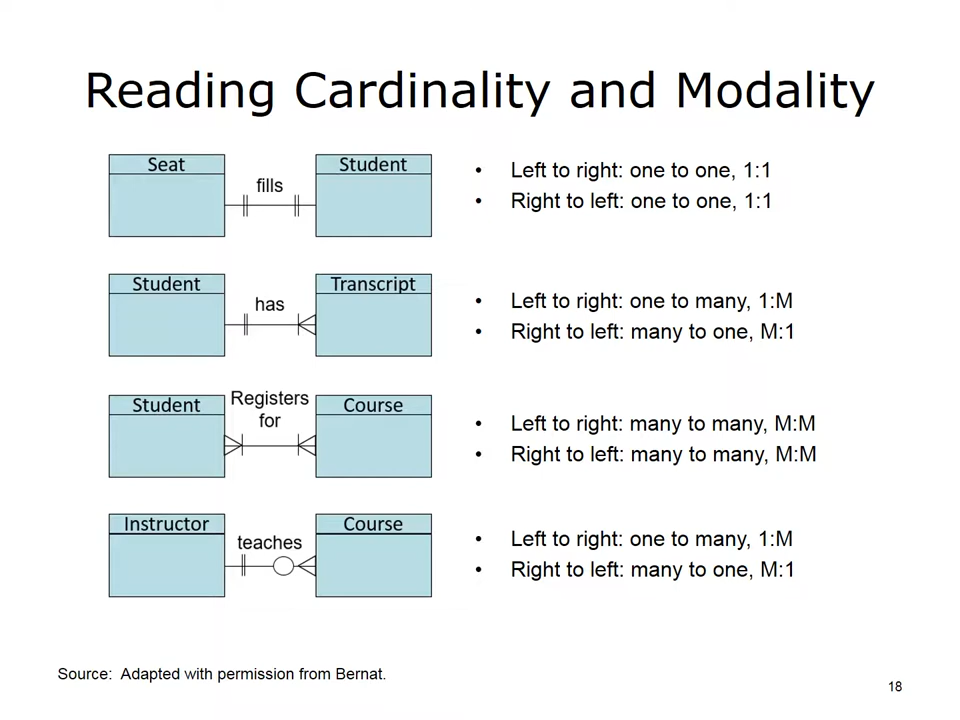 Reading Cardinality and Modality
Seat
fills
Student
• Left to right: one to one, 1:1
• Right to left: one to one, 1:1
Student
has
Transcript
• Left to right: one to many, 1:M
• Right to left: many to one, M:1
Student
Registers
for
Course
• Left to right: many to many, M:M
• Right to left: many to many, M:M
Instructor
teaches
Course
• Left to right: one to many, 1:M
• Right to left: many to one, M:1
Source: Adapted with permission from Bernat.
18